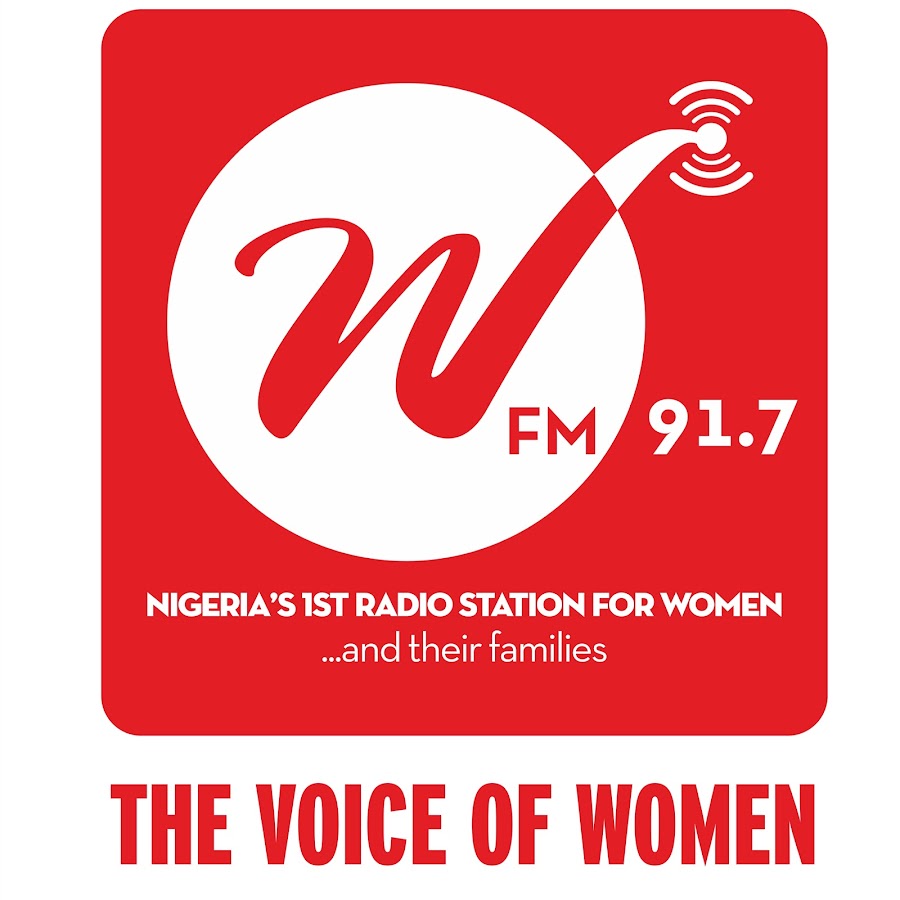 W
FM 91.7
NIGERIA'S 1ST RADIO STATION FOR WOMEN
...and their families
THE VOICE OF WOMEN